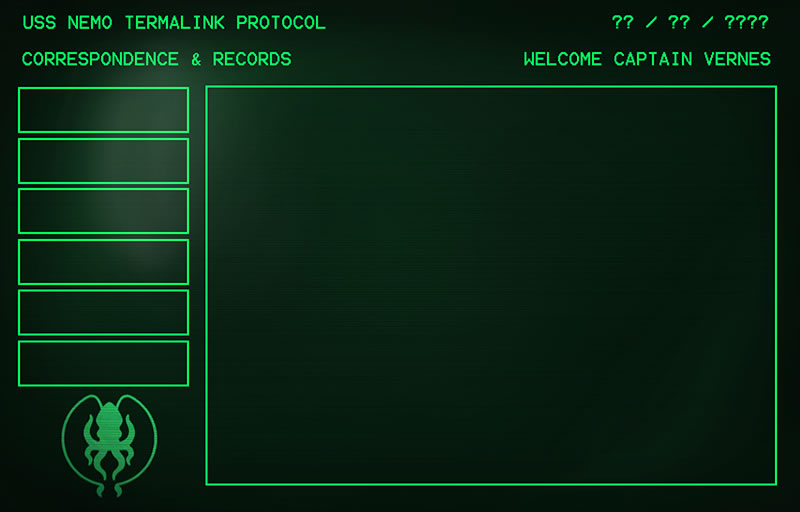 USS NEMO TERMALINK PROTOCOL
?? / ?? / ????
CORRESPONDENCE & RECORDS
WELCOME CAPTAIN VERNES